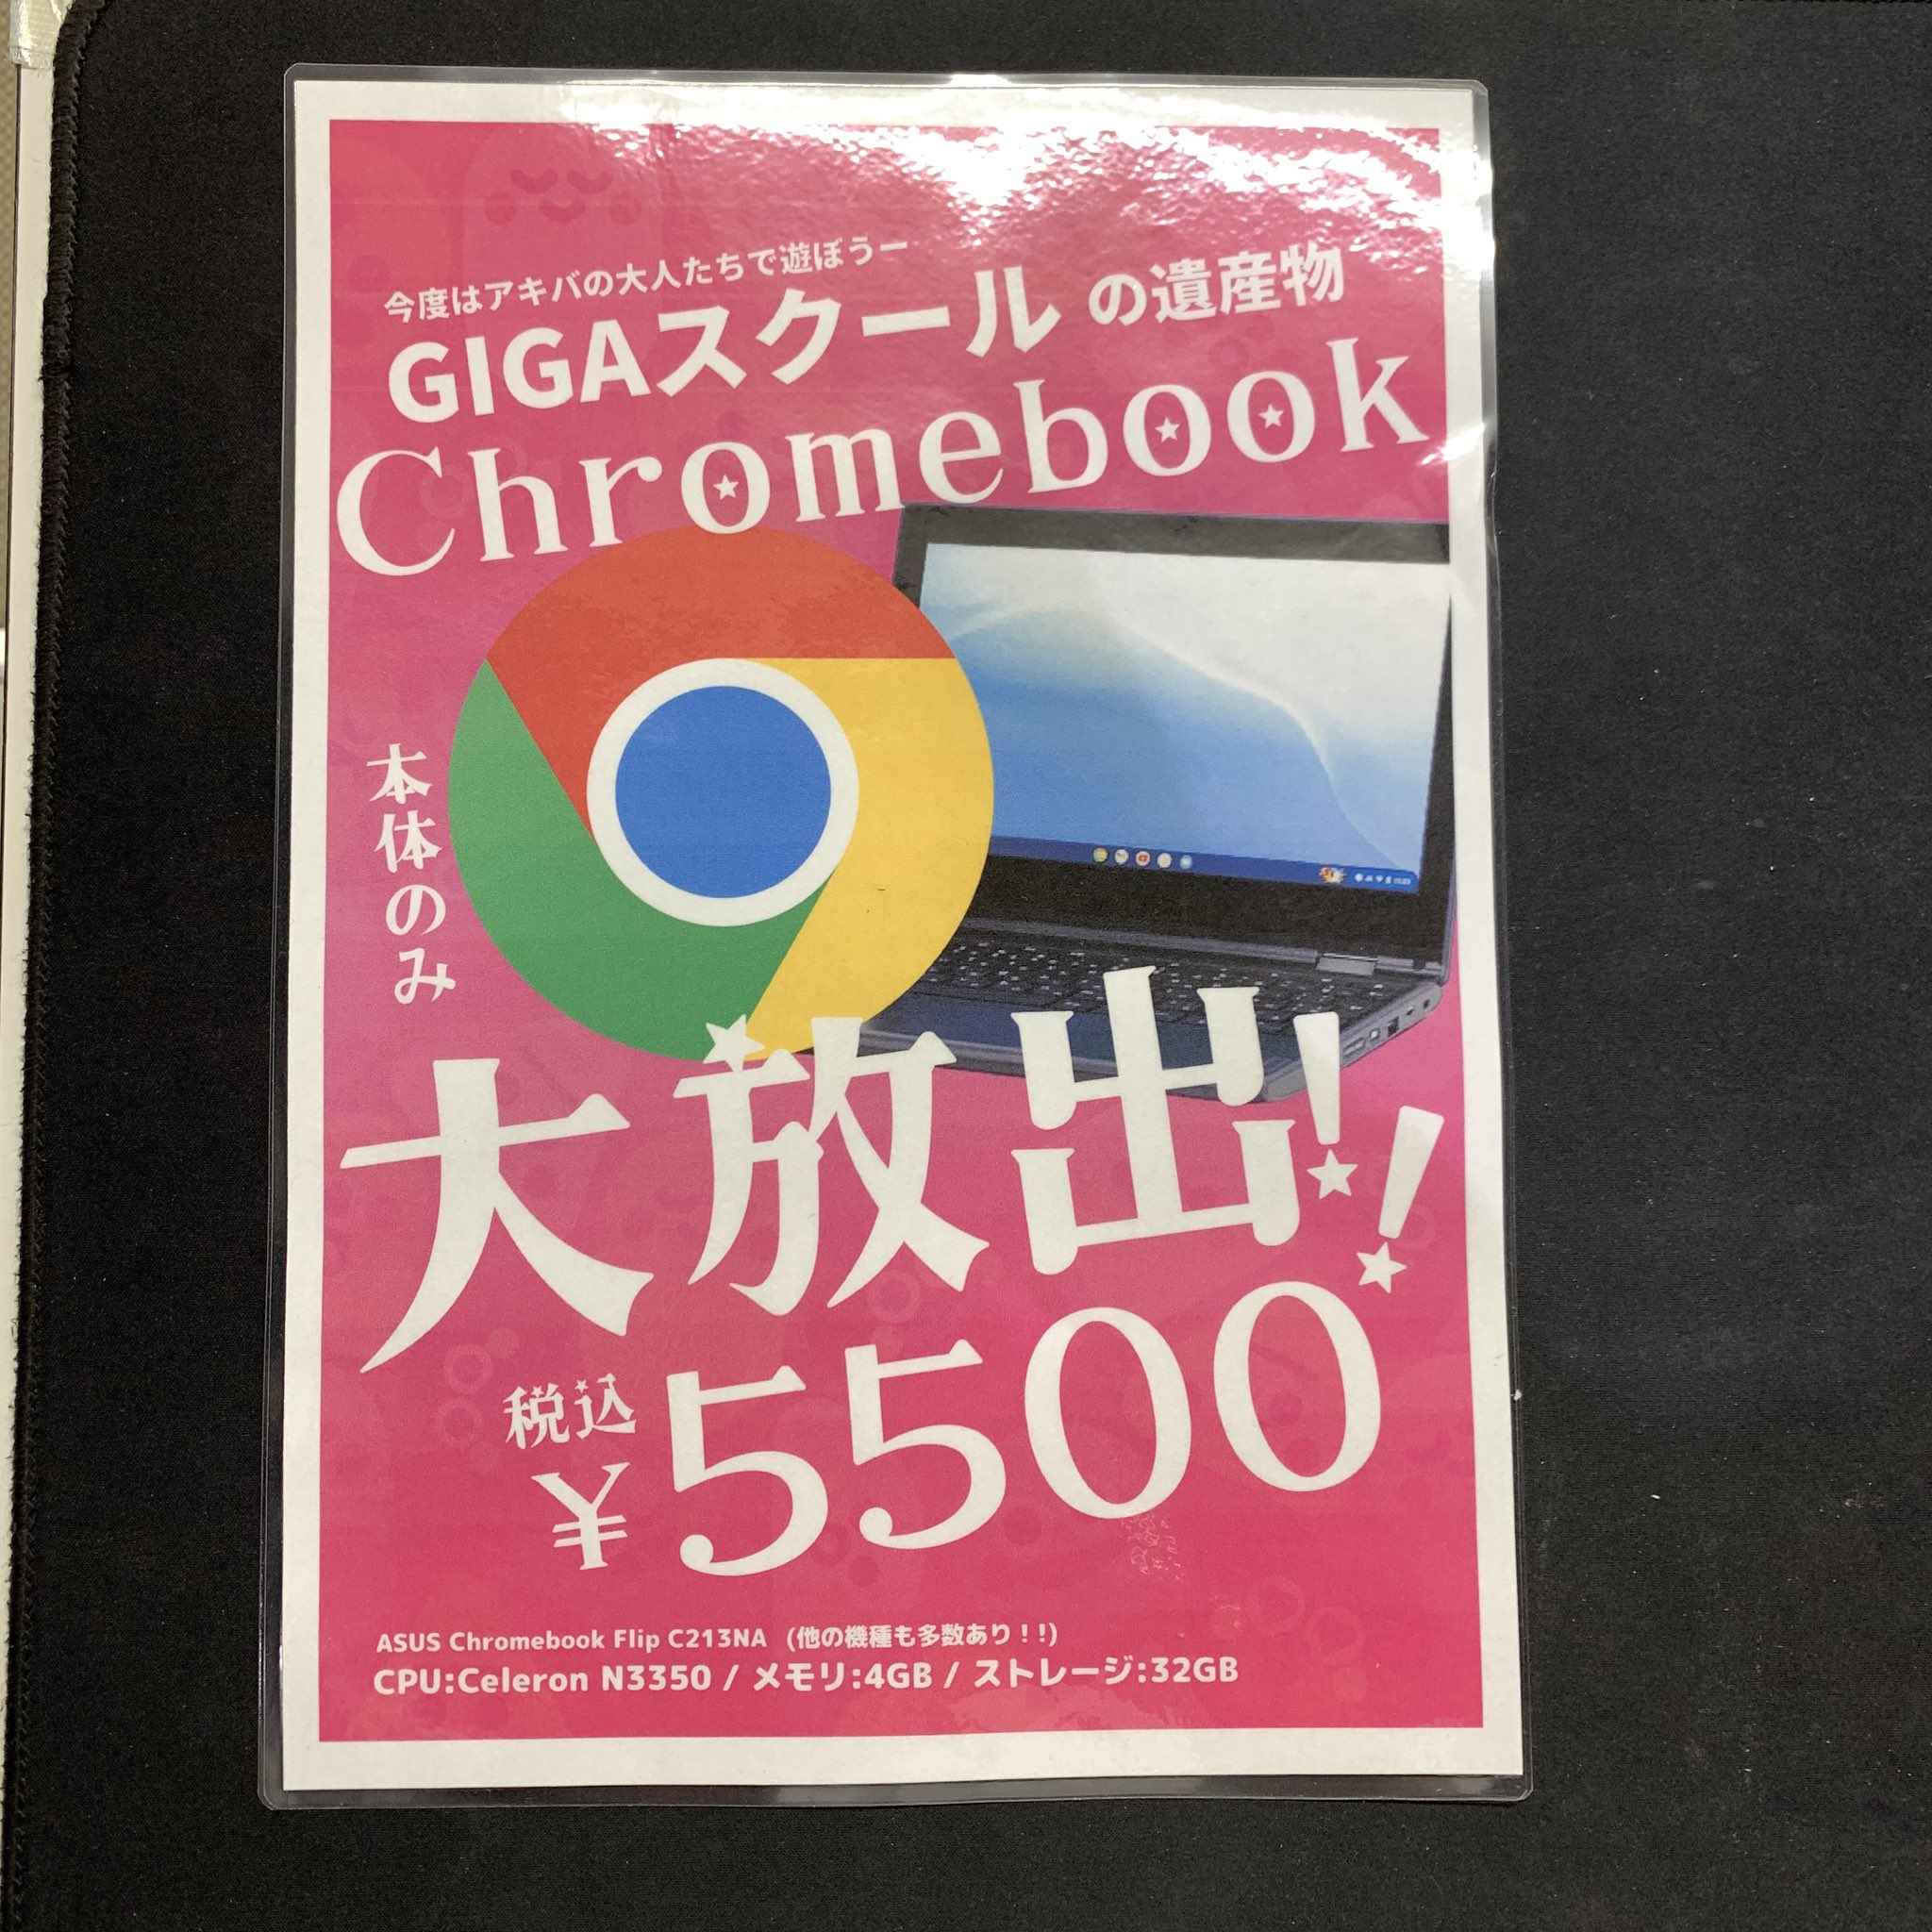 今度はアキバの大人たちで遊ぼうー
GIGAスクールの遺産物
Chromebook
本体のみ
大放出!!
税込
¥5500
ASUS Chromebook Flip C213NA (他の機種も多数あり！！)
CPU:Celeron N3350 / メモリ:4GB / ストレージ:32GB